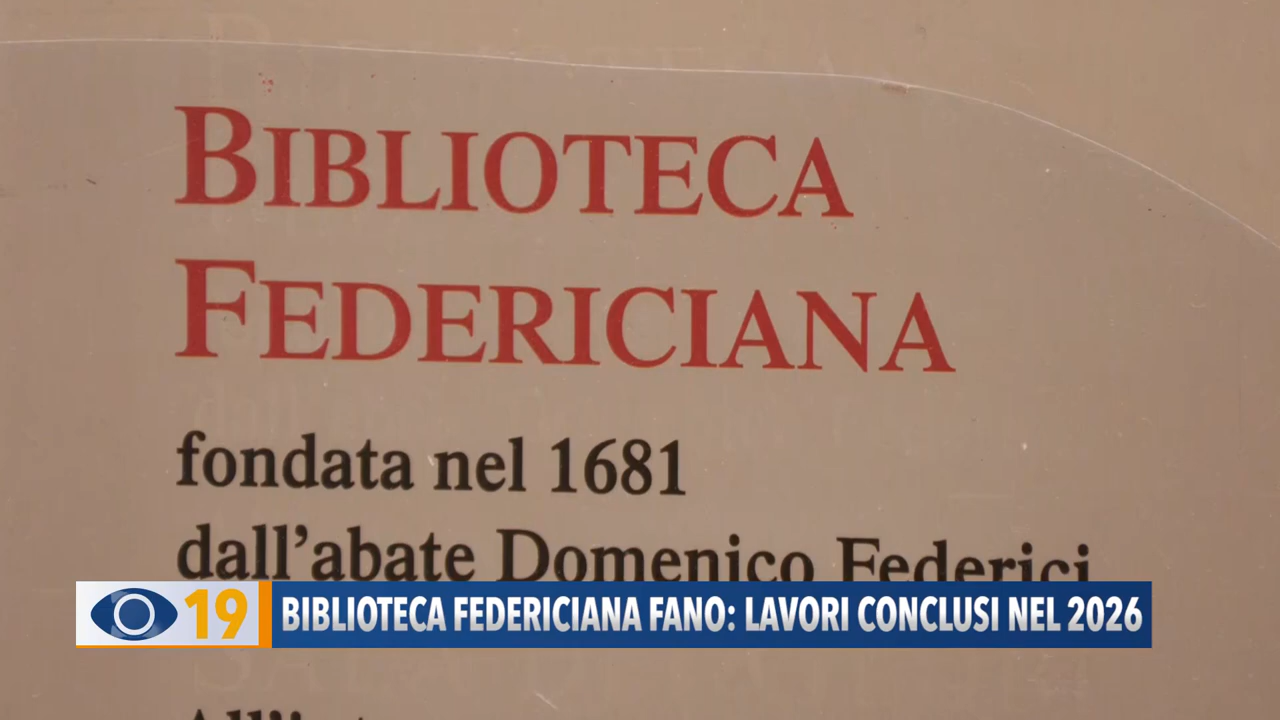 BIBLIOTECA
FEDERICIANA
fondata nel 1681
dall'abate Domenico Federici
19 BIBLIOTECA FEDERICIANA FANO: LAVORI CONCLUSI NEL 2026